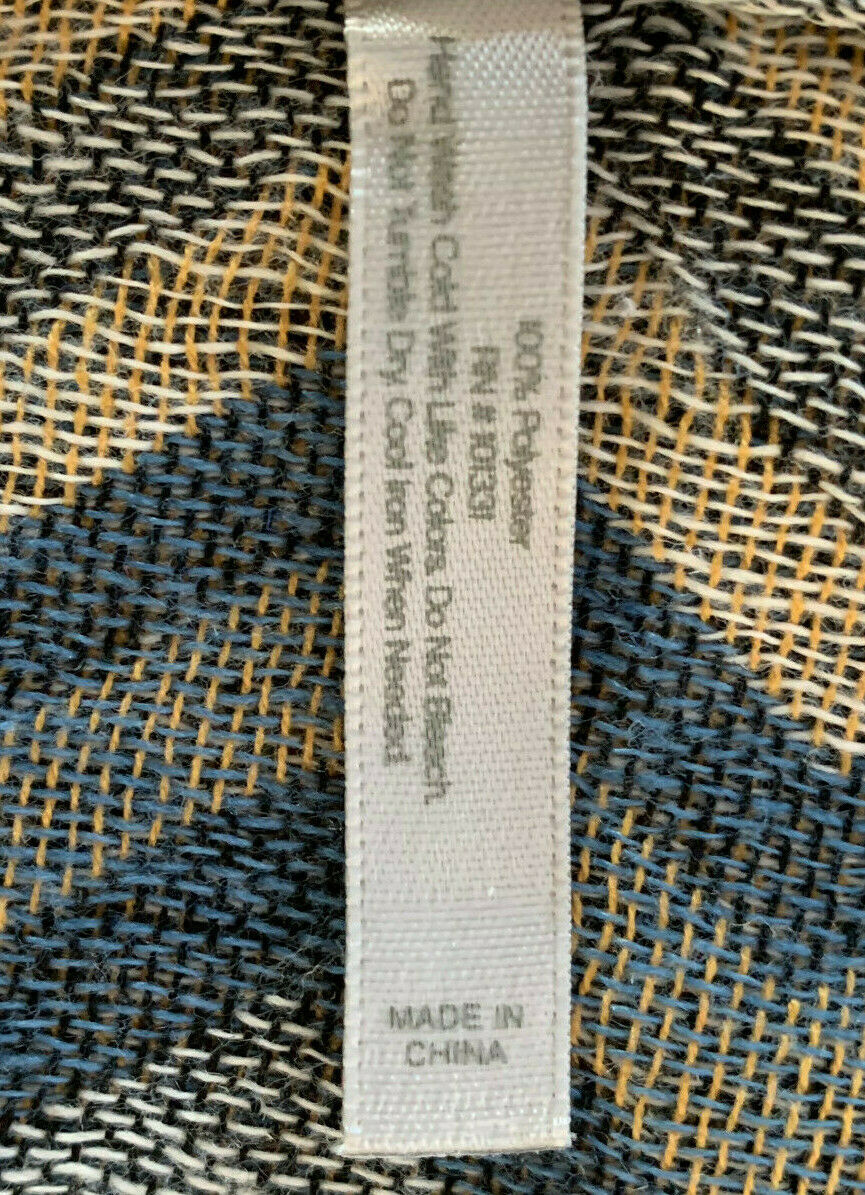 100% Polyester
RN # 10139
Hand Wash Cold With Like Colors, Do Not Bleach,
Do Not Tumble Dry, Cool Iron When Needed.
MADE IN
CHINA